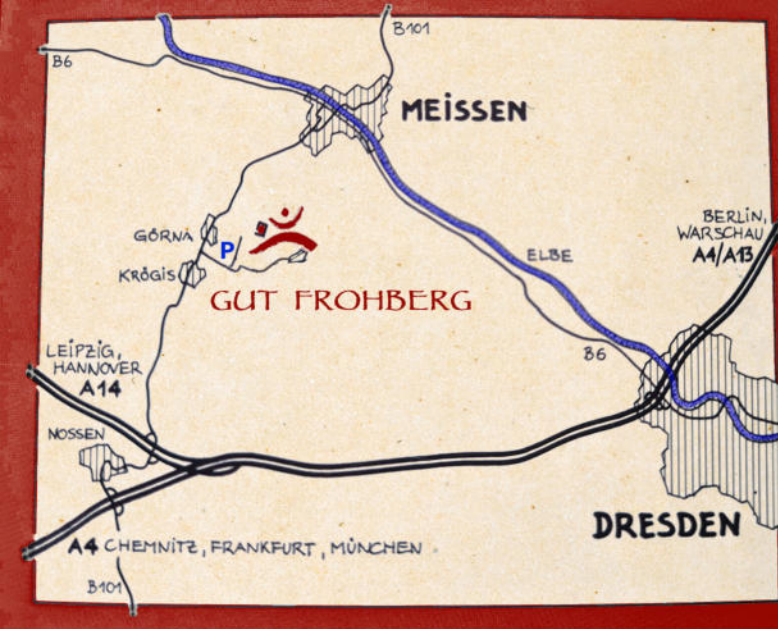 B101
B6
MEISSEN
BERLIN,
WARSCHAU
A4/A13
GÖRNA
P
ELBE
KRÖGIS
GUT FROHBERG
LEIPZIG,
HANNOVER
A14
B6
NOSSEN
DRESDEN
A4 CHEMNITZ, FRANKFURT, MÜNCHEN
B101